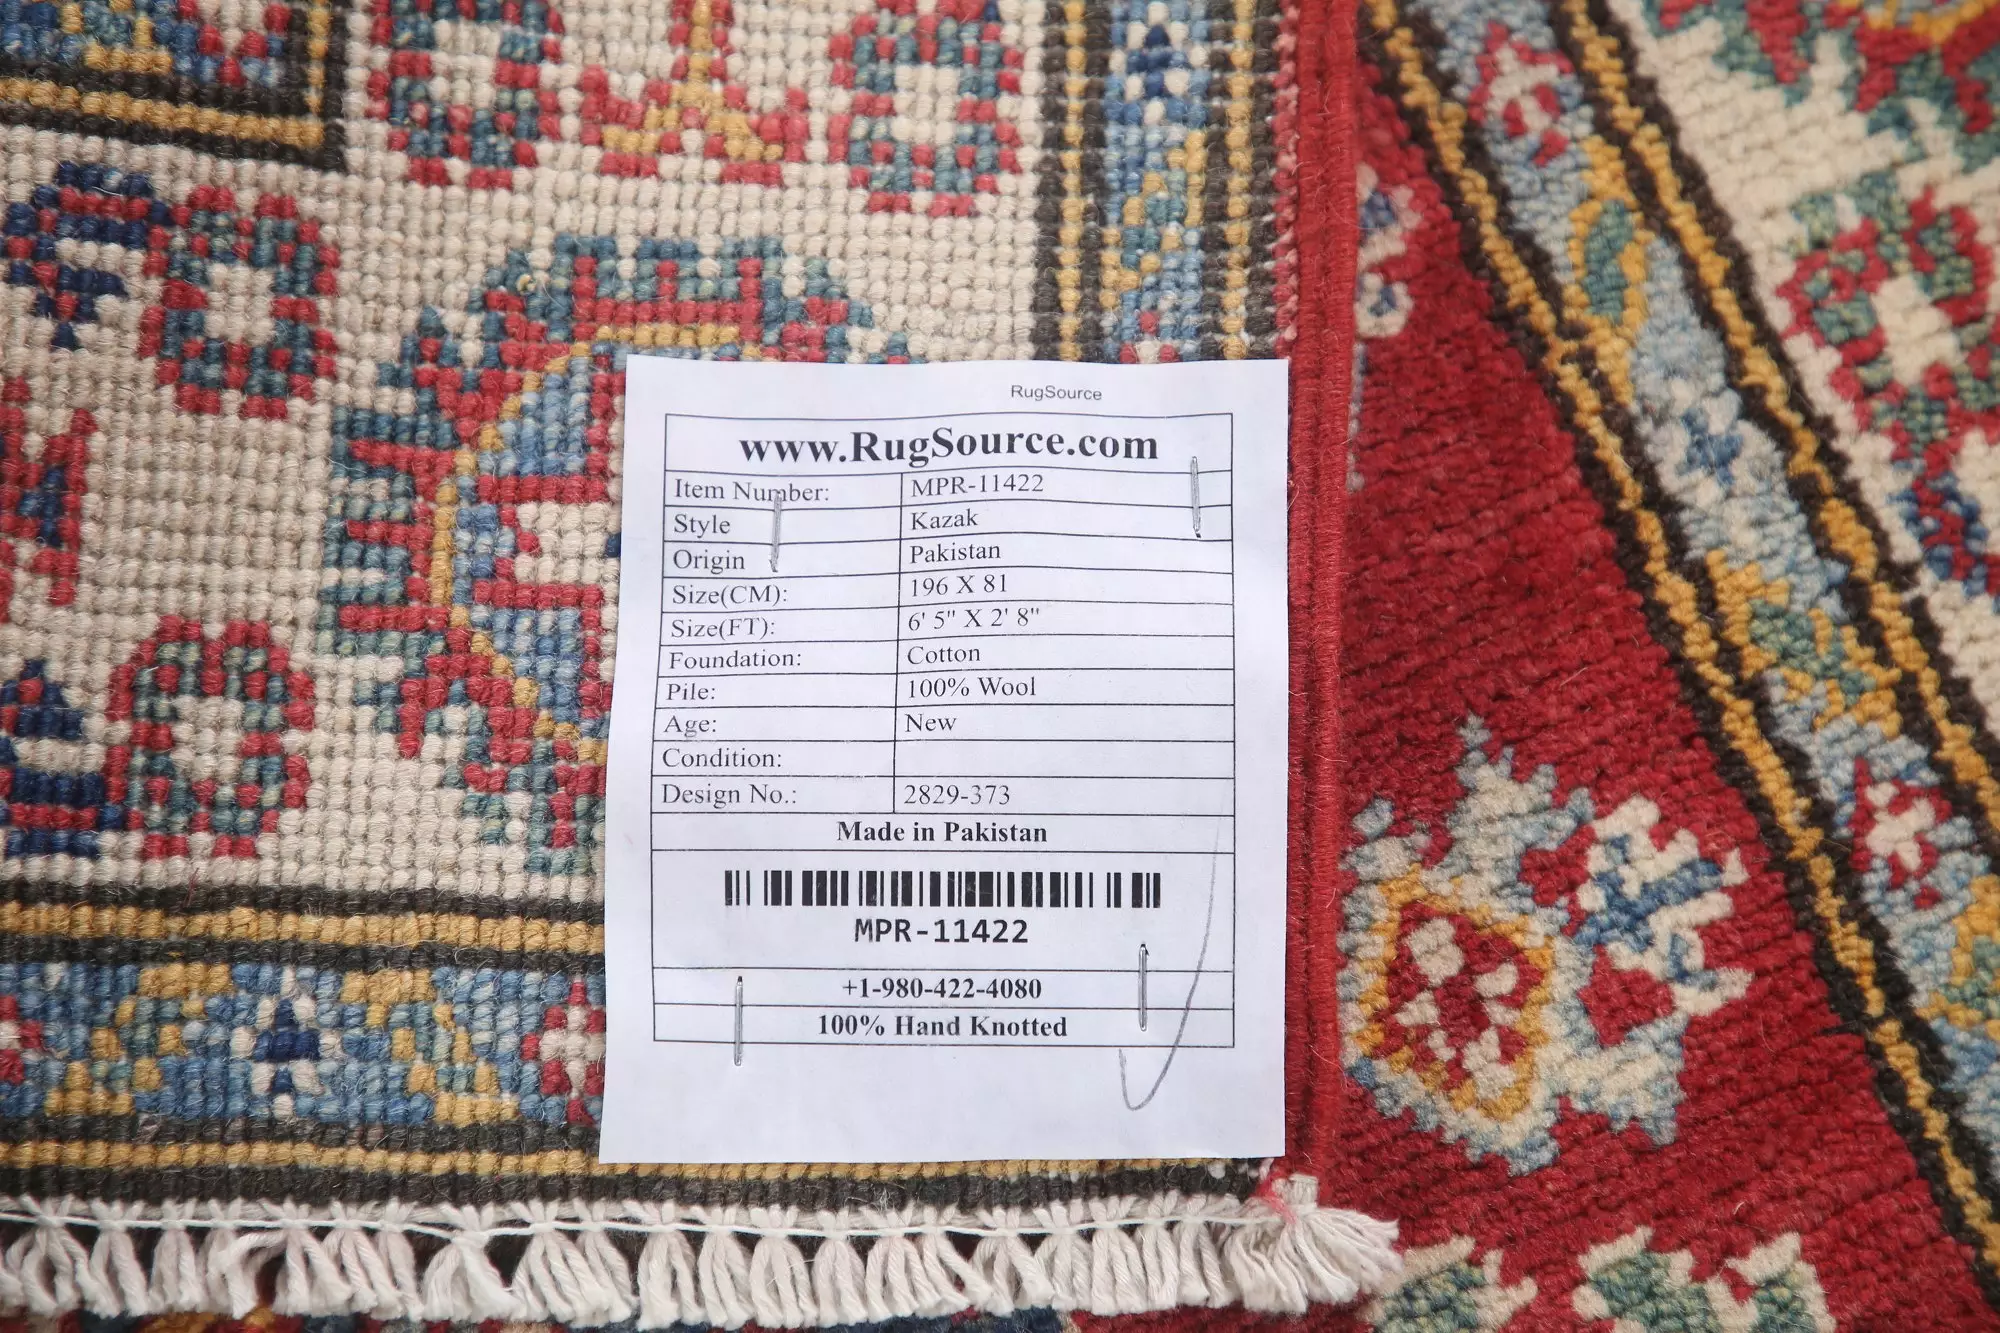 RugSource
www.RugSource.com
Item Number: MPR-11422
Style Kazak
Origin Pakistan
Size(CM): 196 X 81
Size(FT): 6' 5" X 2' 8"
Foundation: Cotton
Pile: 100% Wool
Age: New
Condition:
Design No.: 2829-373
Made in Pakistan
MPR-11422
+1-980-422-4080
100% Hand Knotted